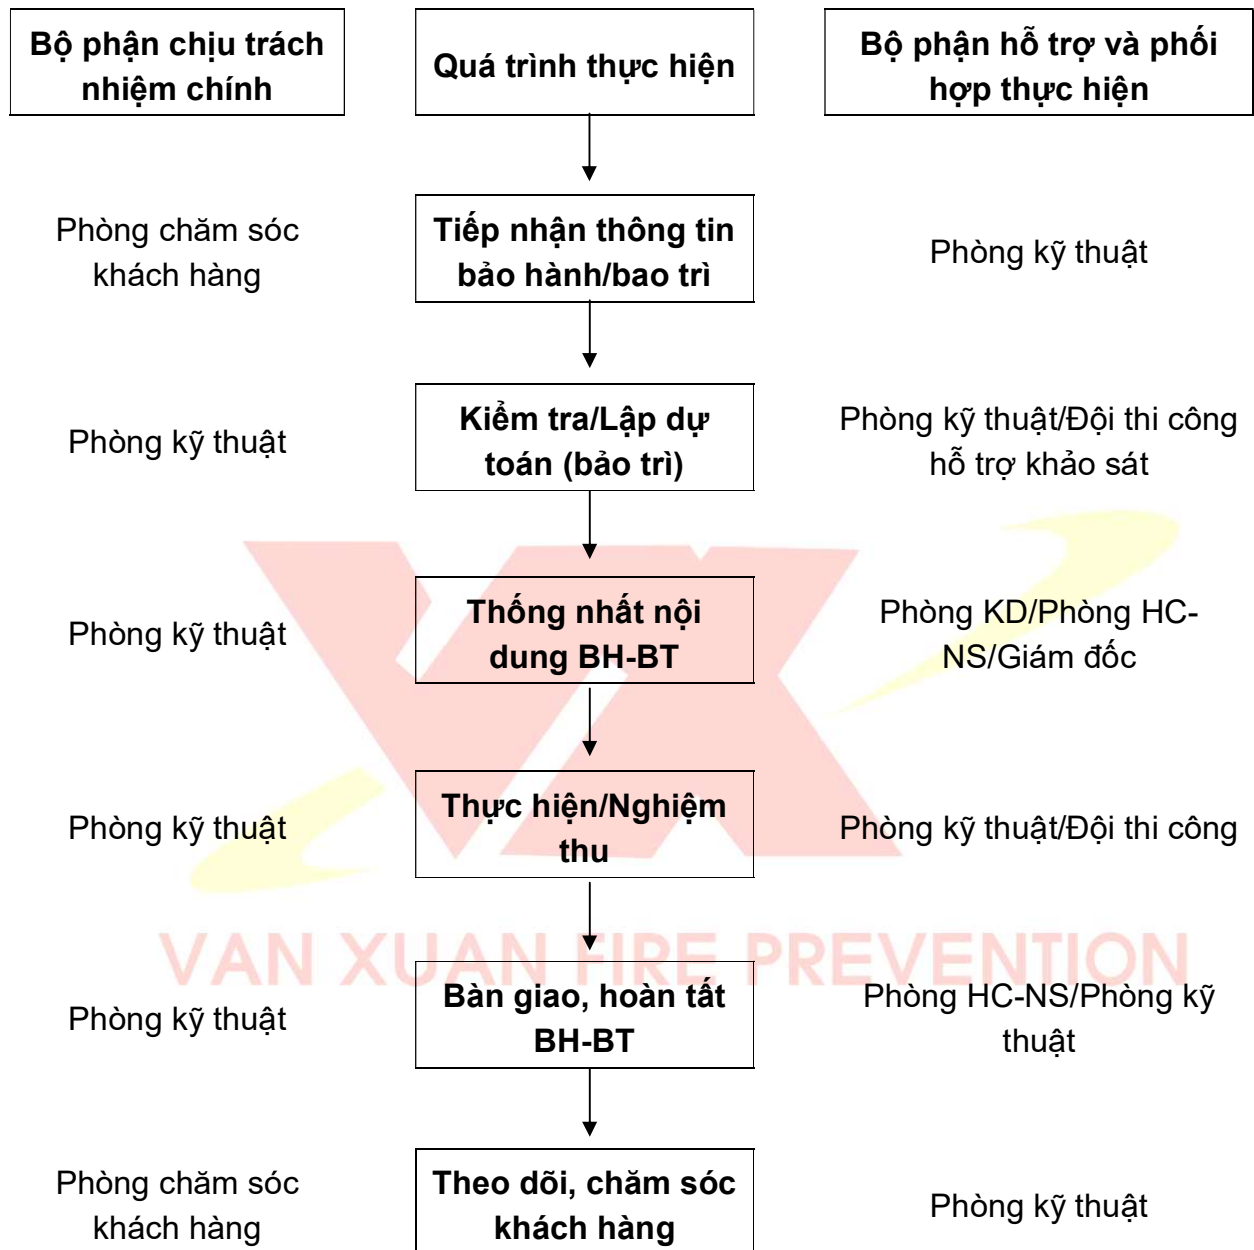 Bộ phận chịu trách
nhiệm chính
Quá trình thực hiện
Bộ phận hỗ trợ và phối
hợp thực hiện
Phòng chăm sóc
khách hàng
Tiếp nhận thông tin
bảo hành/bao trì
Phòng kỹ thuật
Phòng kỹ thuật
Kiểm tra/Lập dự
toán (bảo trì)
Phòng kỹ thuật/Đội thi công
hỗ trợ khảo sát
Phòng kỹ thuật
Thống nhất nội
dung BH-BT
Phòng KD/Phòng HC-
NS/Giám đốc
Phòng kỹ thuật
Thực hiện/Nghiệm
thu
Phòng kỹ thuật/Đội thi công
VX
VAN XUAN FIRE PREVENTION
Phòng kỹ thuật
Bàn giao, hoàn tất
BH-BT
Phòng HC-NS/Phòng kỹ
thuật
Phòng chăm sóc
khách hàng
Theo dõi, chăm sóc
khách hàng
Phòng kỹ thuật